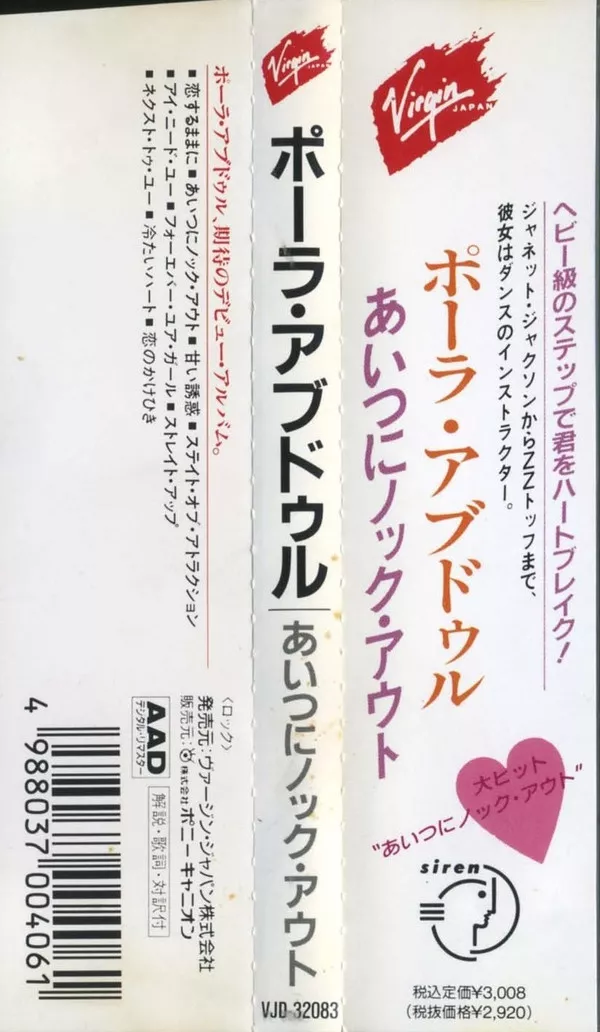 Virgin
JAPAN
ヘビー級のステップで君をハートブレイク！
ジャネット・ジャクソンからZZトップまで、
彼女はダンスのインストラクター。
ポーラ・アブドゥル
あいつにノック・アウト
大ヒット
"あいつにノック・アウト"
siren
税込定価¥3,008
(税抜価格¥2,920)
Virgin
JAPAN
ポーラ・アブドゥル
あいつにノック・アウト
VJD-32083
ポーラ・アブドゥル、期待のデビュー・アルバム。
■ 恋するままに ■ あいつにノック・アウト ■ 甘い誘惑 ■ ステイト・オブ・アトラクション
■ アイ・ニード・ユー ■ フォーエバー・ユア・ガール ■ ストレイト・アップ
■ ネクスト・トゥ・ユー ■ 冷たいハート ■ 恋のかけひき
〈ロック〉
発売元：ヴァージン・ジャパン株式会社
販売元：株式会社ポニーキャニオン
AAD
デジタル・リマスター
解説・歌詞・対訳付
4 988037 004061